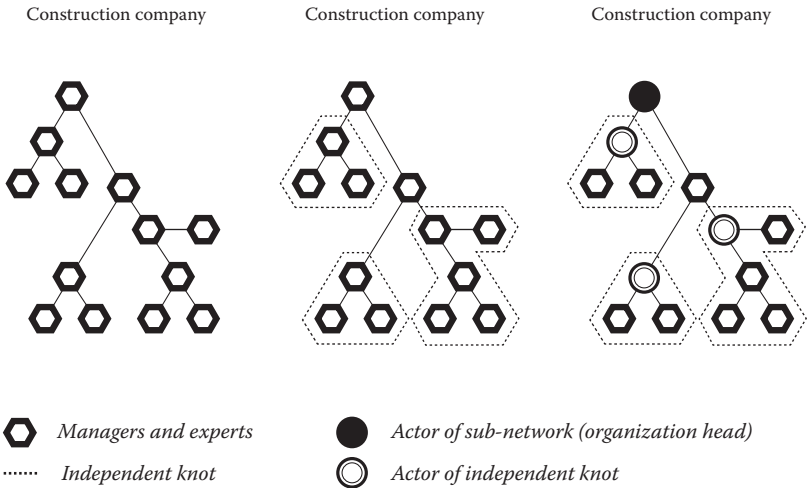 Construction company Construction company Construction company
Managers and experts Actor of sub-network (organization head)
Independent knot Actor of independent knot